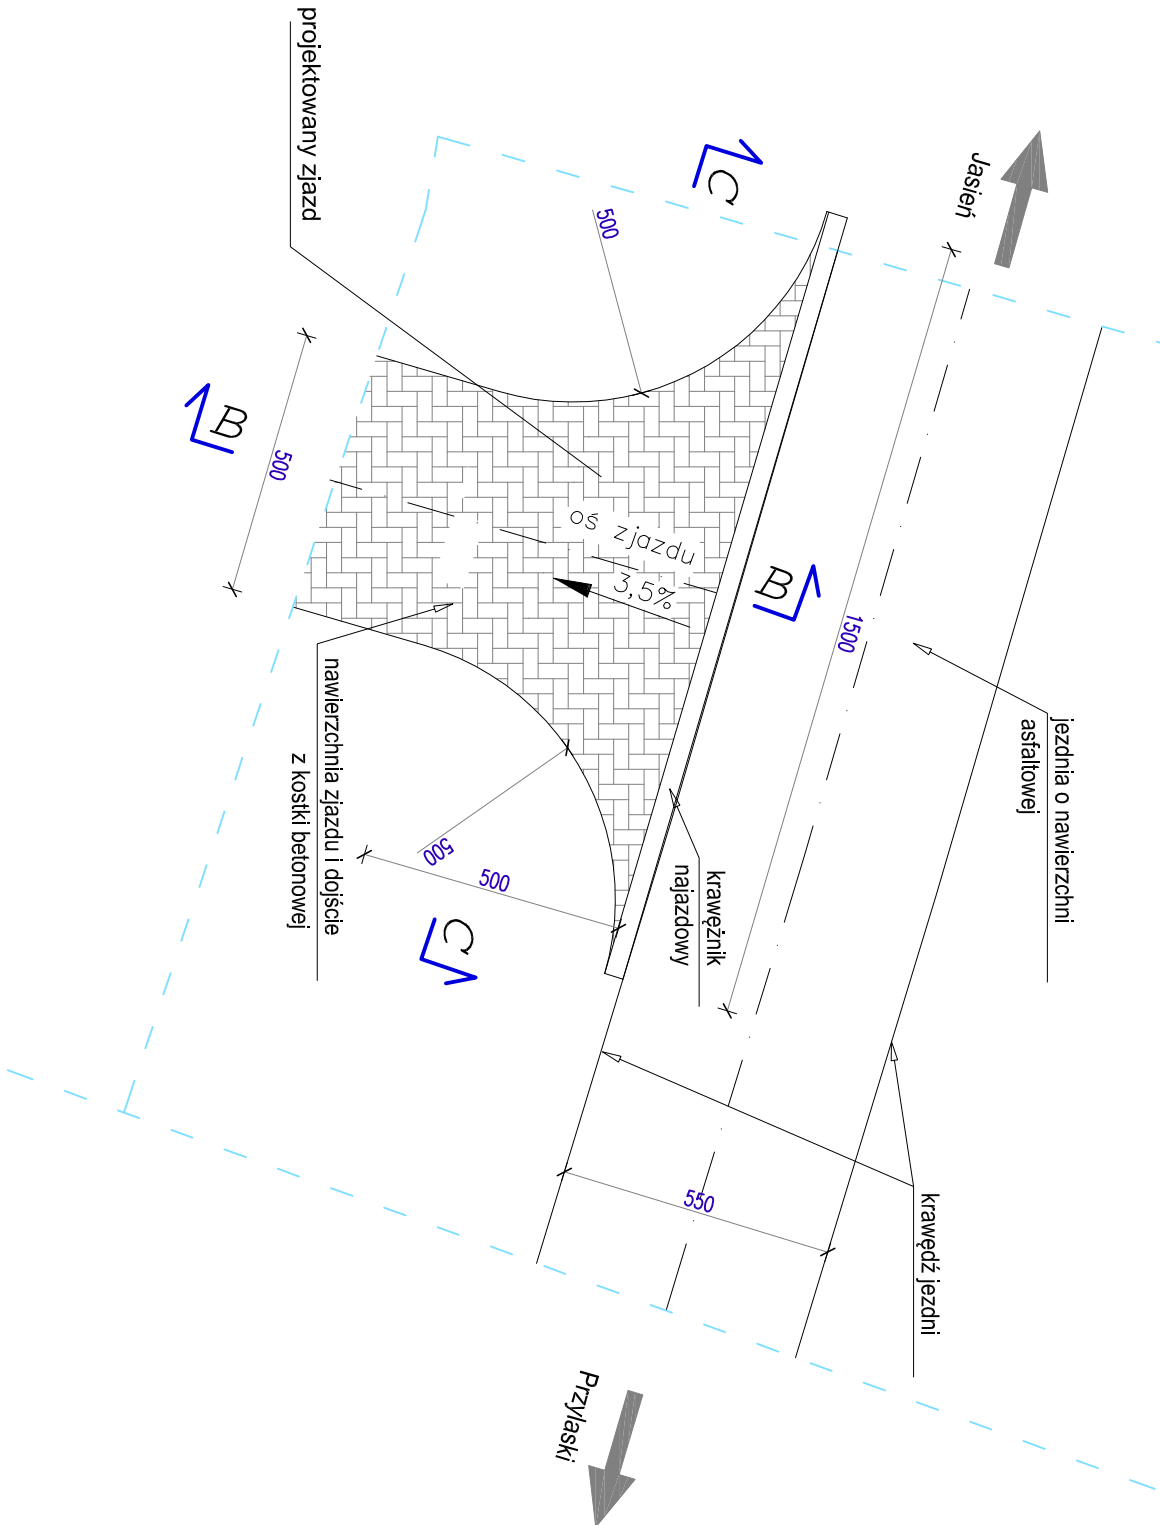 projektowany zjazd
Jasień
C
500
B
500
oś zjazdu
3,5%
B
1500
jezdnia o nawierzchni
asfaltowej
nawierzchnia zjazdu i dojście
z kostki betonowej
500
500
C
krawężnik
najazdowy
550
krawędź jezdni
Przylaski